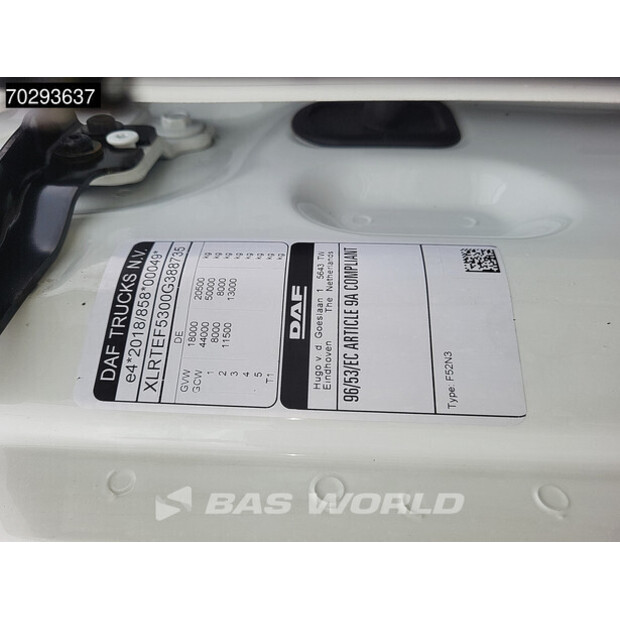 70293637
DAF TRUCKS N.V.
e4*2018/858*00049*
XLRTEF5300G388735
DE
GVW 18000 20500 kg
GCW 44000 50000 kg
1 8000 8000 kg
2 11500 13000 kg
3 kg
4 kg
5 kg
T1 kg
DAF
Hugo v. d. Goeslaan 1 5643 TW
Eindhoven The Netherlands
96/53/EC ARTICLE 9A COMPLIANT
Type: F52N3
BAS WORLD